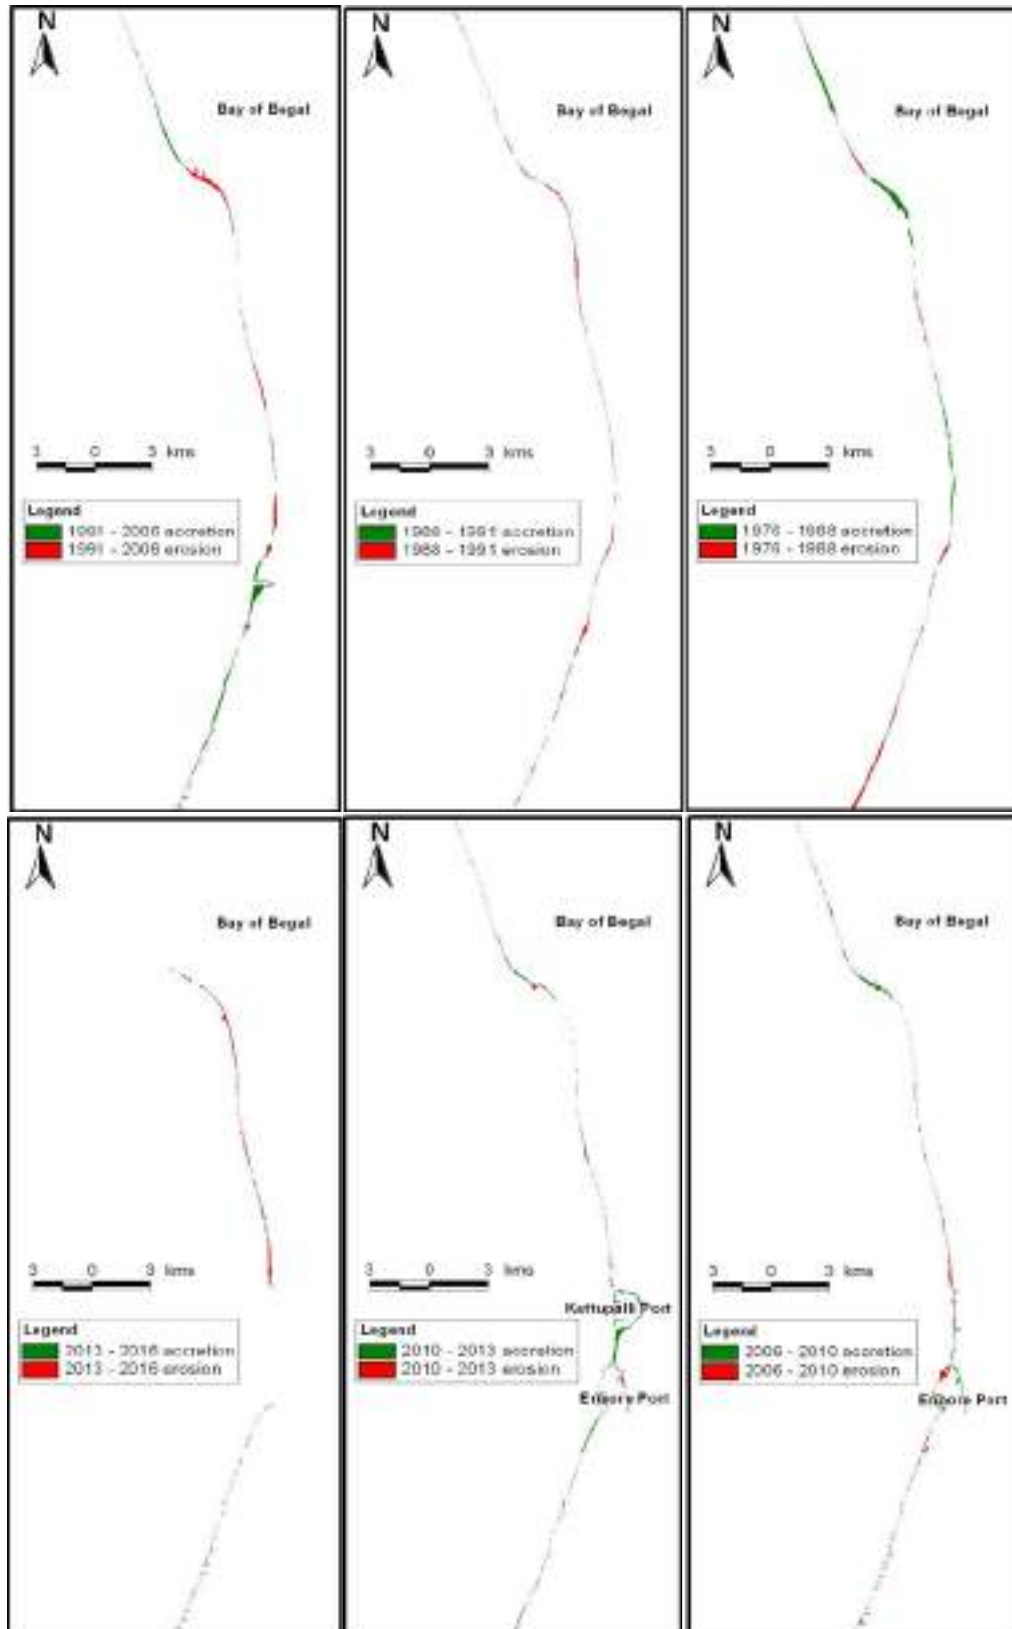 N
Bay of Begal
3 0 3 kms
Legend
1991 - 2006 accretion
1991 - 2006 erosion
N
Bay of Begal
3 0 3 kms
Legend
1988 - 1991 accretion
1988 - 1991 erosion
N
Bay of Begal
3 0 3 kms
Legend
1976 - 1988 accretion
1976 - 1988 erosion
N
Bay of Begal
3 0 3 kms
Legend
2013 - 2016 accretion
2013 - 2016 erosion
N
Bay of Begal
3 0 3 kms
Kattupalli Port
Legend
2010 - 2013 accretion
2010 - 2013 erosion
Ennore Port
N
Bay of Begal
3 0 3 kms
Legend
2006 - 2010 accretion
2006 - 2010 erosion
Ennore Port